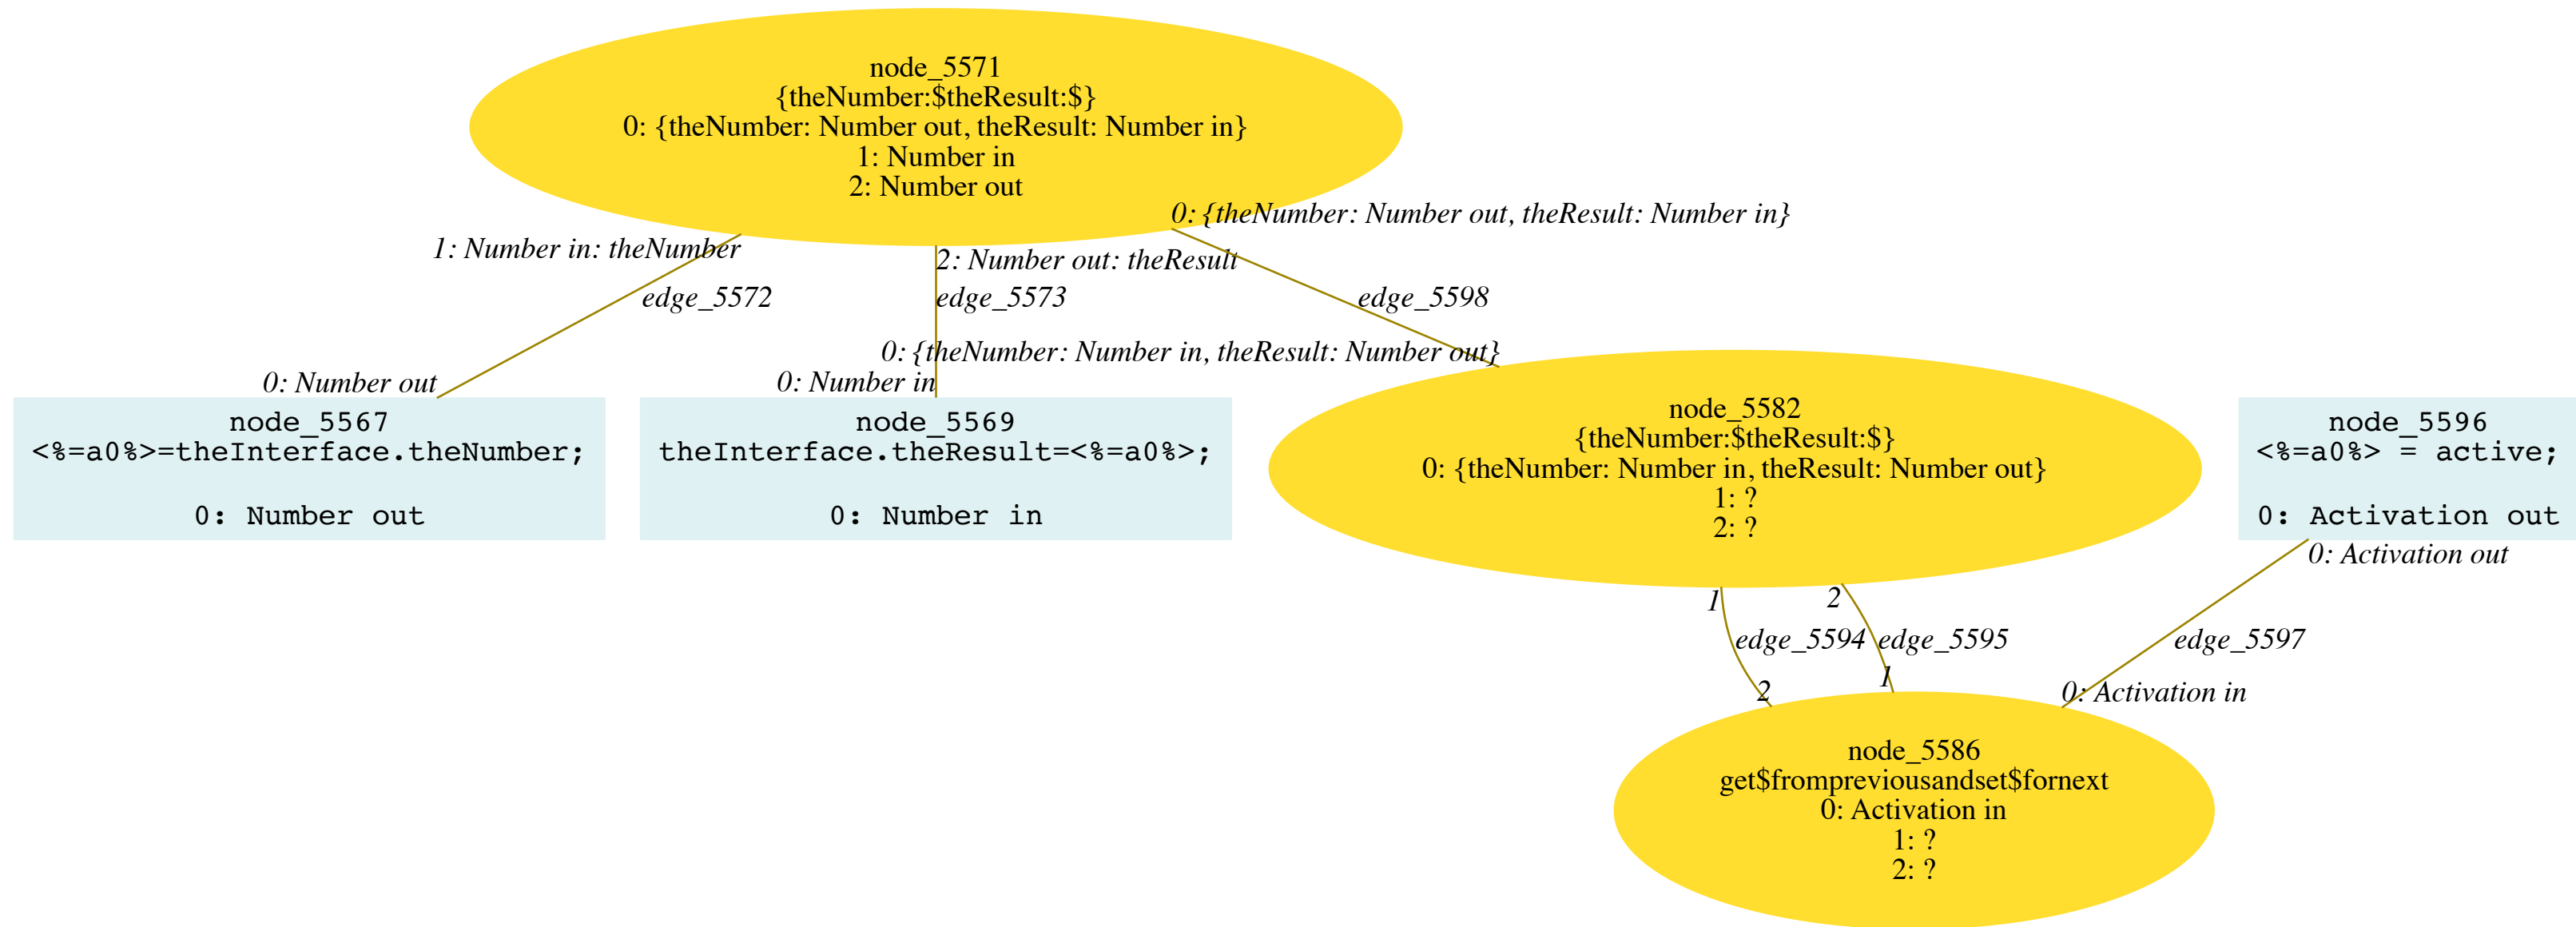 node_5571
{theNumber:$theResult:$}
0: {theNumber: Number out, theResult: Number in}
1: Number in
2: Number out
0: {theNumber: Number out, theResult: Number in}
1: Number in: theNumber
2: Number out: theResult
edge_5572
edge_5573
edge_5598
0: {theNumber: Number in, theResult: Number out}
0: Number out
0: Number in
node_5567
<%=a0%>=theInterface.theNumber;
0: Number out
node_5569
theInterface.theResult=<%=a0%>;
0: Number in
node_5582
{theNumber:$theResult:$}
0: {theNumber: Number in, theResult: Number out}
1: ?
2: ?
node_5596
<%=a0%> = active;
0: Activation out
0: Activation out
1
2
edge_5594
edge_5595
edge_5597
2
1
0: Activation in
node_5586
get$frompreviousandset$fornext
0: Activation in
1: ?
2: ?